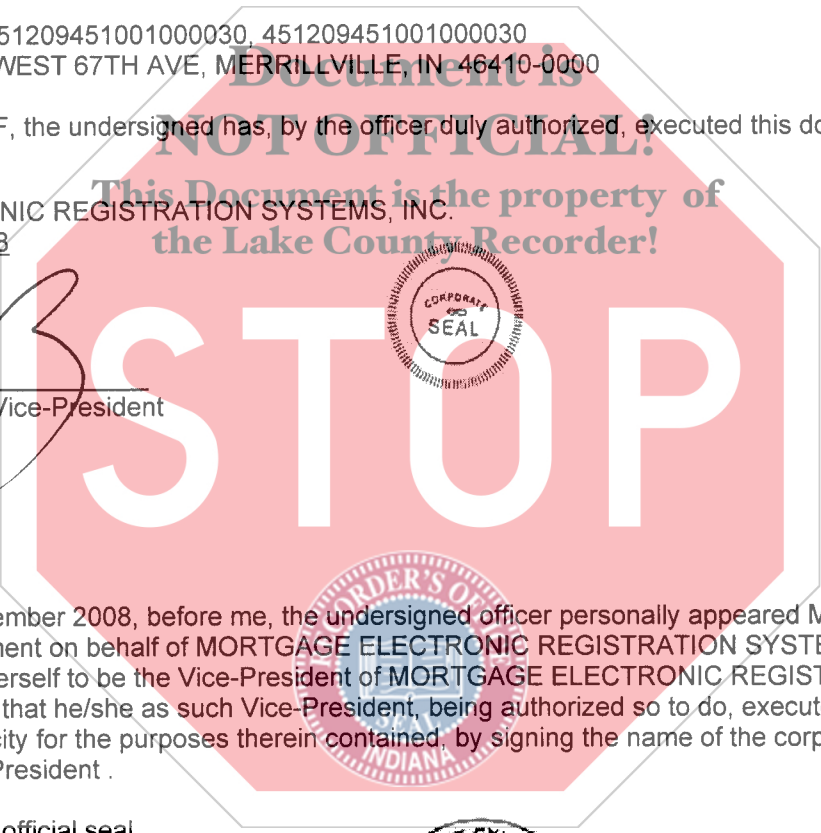 51209451001000030, 451209451001000030
WEST 67TH AVE, MERRILLVILLE, IN 46410-0000
Document is
NOT OFFICIAL!
F, the undersigned has, by the officer duly authorized, executed this do
This Document is the property of
the Lake County Recorder!
NIC REGISTRATION SYSTEMS, INC.
CORPORATE
SEAL
STOP
Vice-President
RECORDER'S OFFICE
SEAL
INDIANA
ember 2008, before me, the undersigned officer personally appeared M
nent on behalf of MORTGAGE ELECTRONIC REGISTRATION SYSTE
erself to be the Vice-President of MORTGAGE ELECTRONIC REGIST
that he/she as such Vice-President, being authorized so to do, execut
city for the purposes therein contained, by signing the name of the corp
President .
official seal